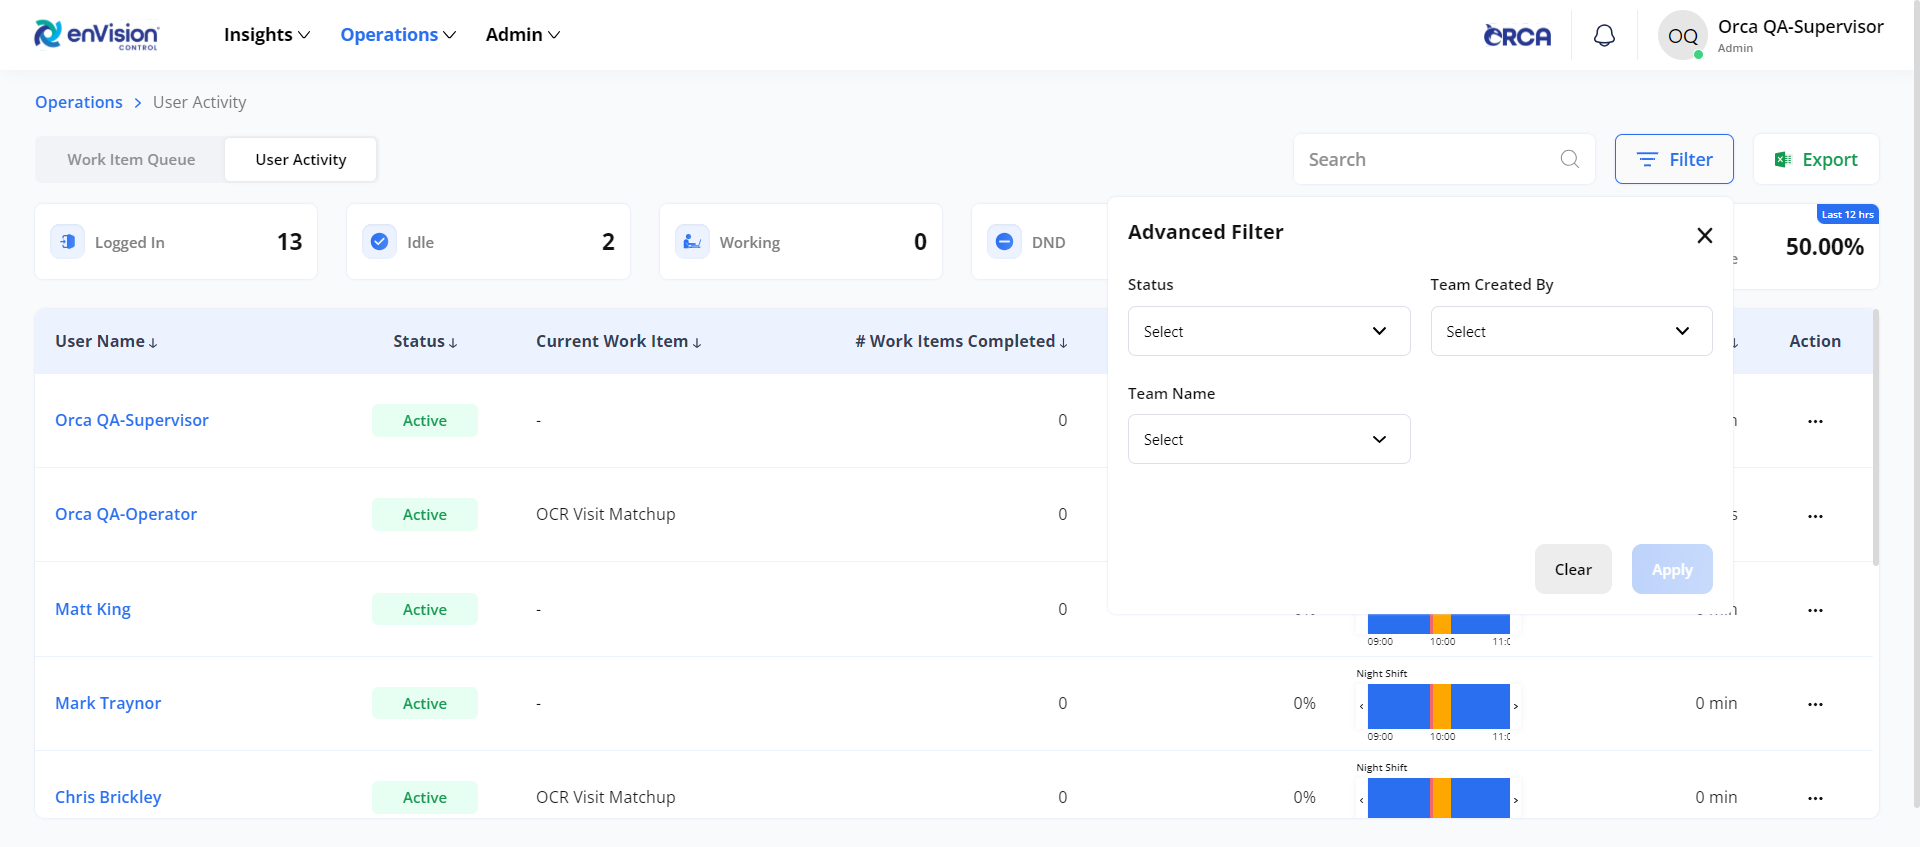 enVision
CONTROL
Insights
Operations
Admin
ORCA
OQ
Orca QA-Supervisor
Admin
Operations > User Activity
Work Item Queue
User Activity
Search
Filter
Export
Logged In 13
Idle 2
Working 0
DND
Last 12 hrs
50.00%
Advanced Filter
Status
Team Created By
Select
Select
Team Name
Select
Clear
Apply
User Name ↓
Status ↓
Current Work Item ↓
# Work Items Completed ↓
Action
Orca QA-Supervisor Active - 0 ...
Orca QA-Operator Active OCR Visit Matchup 0 ...
Matt King Active - 0 ...
09:00 10:00 11:0
Night Shift
Mark Traynor Active - 0 0% < > 0 min ...
09:00 10:00 11:0
Night Shift
Chris Brickley Active OCR Visit Matchup 0 0% < > 0 min ...